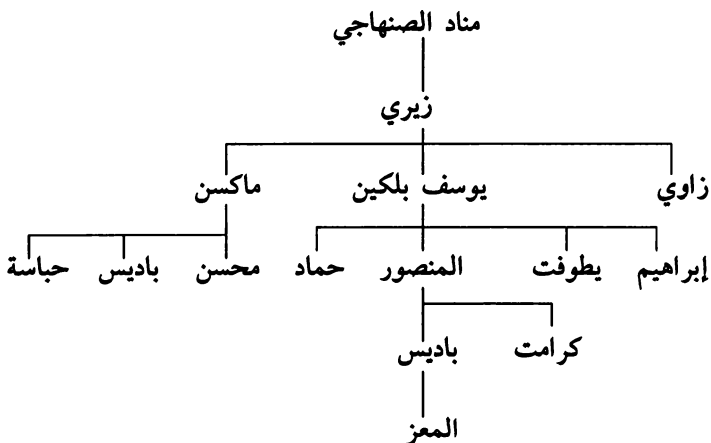 مناد الصنهاجي
زيري
زاوي يوسف بلكين ماكسن
إبراهيم يطوفت المنصور حماد محسن باديس حباسة
كرامت باديس
المعز